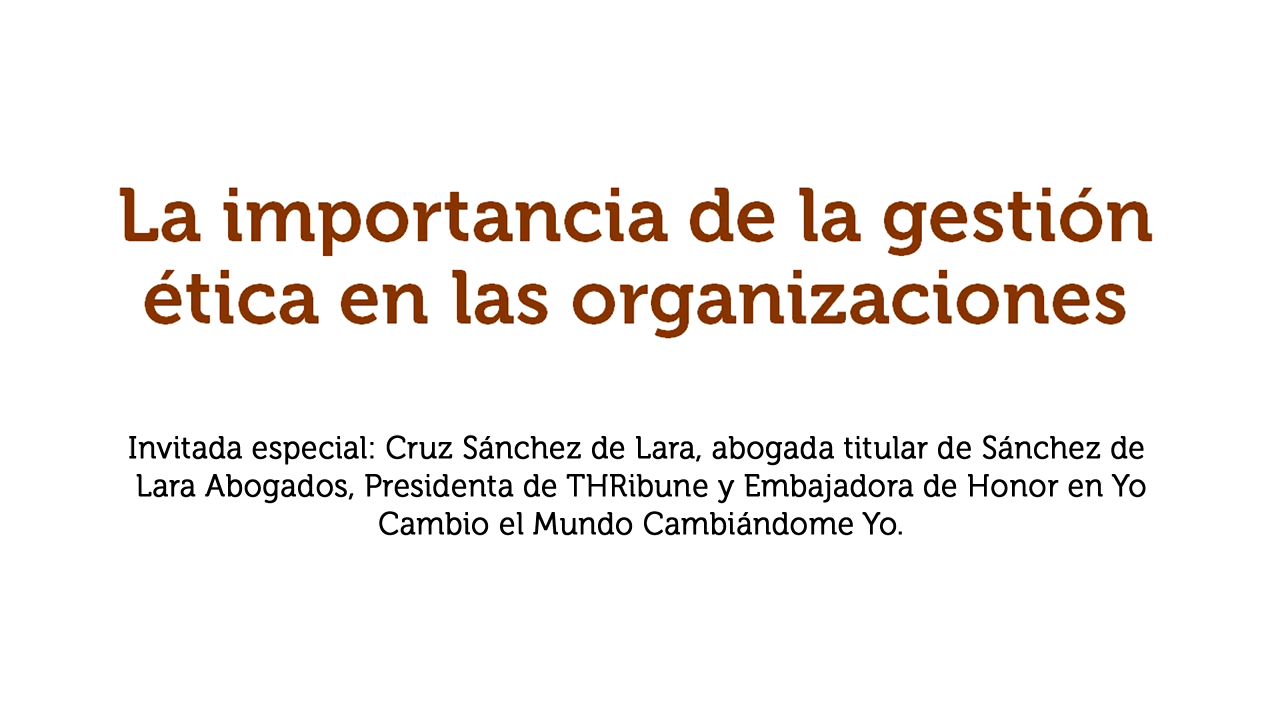 La importancia de la gestión
ética en las organizaciones
Invitada especial: Cruz Sánchez de Lara, abogada titular de Sánchez de
Lara Abogados, Presidenta de THRibune y Embajadora de Honor en Yo
Cambio el Mundo Cambiándome Yo.